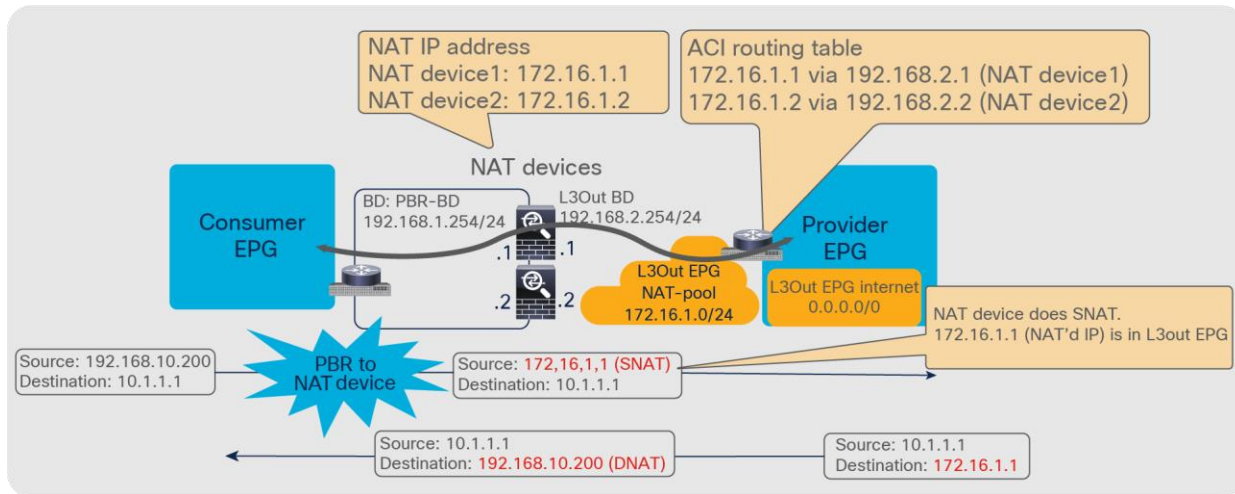 NAT IP address
NAT device1: 172.16.1.1
NAT device2: 172.16.1.2
ACI routing table
172.16.1.1 via 192.168.2.1 (NAT device1)
172.16.1.2 via 192.168.2.2 (NAT device2)
NAT devices
Consumer
EPG
BD: PBR-BD
192.168.1.254/24
L3Out BD
192.168.2.254/24
.1
.1
.2
.2
L3Out EPG
NAT-pool
172.16.1.0/24
Provider
EPG
L3Out EPG internet
0.0.0.0/0
NAT device does SNAT.
172.16.1.1 (NAT'd IP) is in L3out EPG
Source: 192.168.10.200
Destination: 10.1.1.1
PBR to
NAT device
Source: 172,16,1,1 (SNAT)
Destination: 10.1.1.1
Source: 10.1.1.1
Destination: 192.168.10.200 (DNAT)
Source: 10.1.1.1
Destination: 172.16.1.1